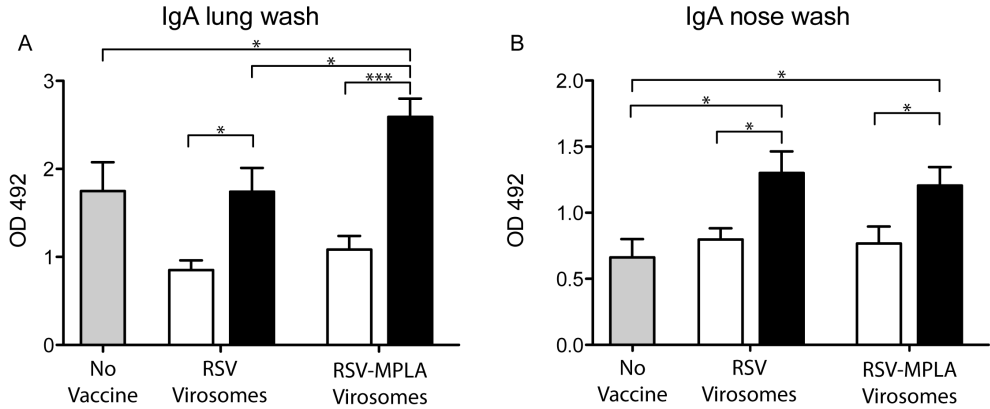 IgA lung wash
A
*
*
***
*
3
2
1
0
OD 492
No
Vaccine
RSV
Virosomes
RSV-MPLA
Virosomes
IgA nose wash
B
*
*
*
*
2.0
1.5
1.0
0.5
0.0
OD 492
No
Vaccine
RSV
Virosomes
RSV-MPLA
Virosomes